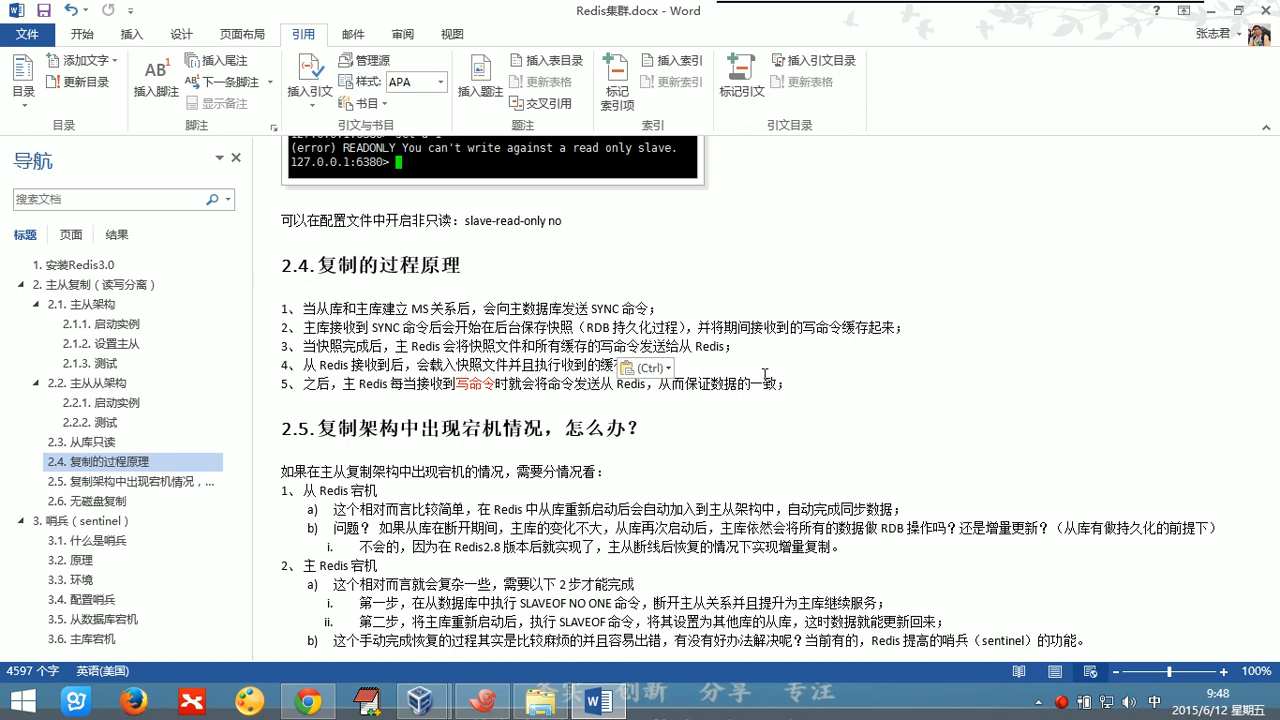 Redis集群.docx - Word
文件 开始 插入 设计 页面布局 引用 邮件 审阅 视图 张志君
目录 添加文字 更新目录 目录
插入脚注 插入尾注 下一条脚注 显示备注 脚注
插入引文 管理源 样式: APA 书目 引文与书目
插入题注 插入表目录 更新表格 交叉引用 题注
标记索引项 插入索引 更新索引 索引
标记引文 插入引文目录 更新表格 引文目录
导航
搜索文档
标题 页面 结果
1. 安装Redis3.0
2. 主从复制（读写分离）
2.1. 主从架构
2.1.1. 启动实例
2.1.2. 设置主从
2.1.3. 测试
2.2. 主从从架构
2.2.1. 启动实例
2.2.2. 测试
2.3. 从库只读
2.4. 复制的过程原理
2.5. 复制架构中出现宕机情况，...
2.6. 无磁盘复制
3. 哨兵（sentinel）
3.1. 什么是哨兵
3.2. 原理
3.3. 环境
3.4. 配置哨兵
3.5. 从数据库宕机
3.6. 主库宕机
(error) READONLY You can't write against a read only slave.
127.0.0.1:6380>
可以在配置文件中开启非只读：slave-read-only no
2.4. 复制的过程原理
1、 当从库和主库建立 MS 关系后，会向主数据库发送 SYNC 命令；
2、 主库接收到 SYNC 命令后会开始在后台保存快照（RDB 持久化过程），并将期间接收到的写命令缓存起来；
3、 当快照完成后，主 Redis 会将快照文件和所有缓存的写命令发送给从 Redis；
4、 从 Redis 接收到后，会载入快照文件并且执行收到的缓
(Ctrl)
5、 之后，主 Redis 每当接收到写命令时就会将命令发送从 Redis，从而保证数据的一致；
2.5. 复制架构中出现宕机情况，怎么办？
如果在主从复制架构中出现宕机的情况，需要分情况看：
1、 从 Redis 宕机
a) 这个相对而言比较简单，在 Redis 中从库重新启动后会自动加入到主从架构中，自动完成同步数据；
b) 问题？ 如果从库在断开期间，主库的变化不大，从库再次启动后，主库依然会将所有的数据做 RDB 操作吗？还是增量更新？（从库有做持久化的前提下）
i. 不会的，因为在 Redis2.8 版本后就实现了，主从断线后恢复的情况下实现增量复制。
2、 主 Redis 宕机
a) 这个相对而言就会复杂一些，需要以下 2 步才能完成
i. 第一步，在从数据库中执行 SLAVEOF NO ONE 命令，断开主从关系并且提升为主库继续服务；
ii. 第二步，将主库重新启动后，执行 SLAVEOF 命令，将其设置为其他库的从库，这时数据就能更新回来；
b) 这个手动完成恢复的过程其实是比较麻烦的并且容易出错，有没有好办法解决呢？当前有的，Redis 提高的哨兵（sentinel）的功能。
4597 个字 英语(美国) 100%
创新 分享 专注
中
9:48
2015/6/12 星期五